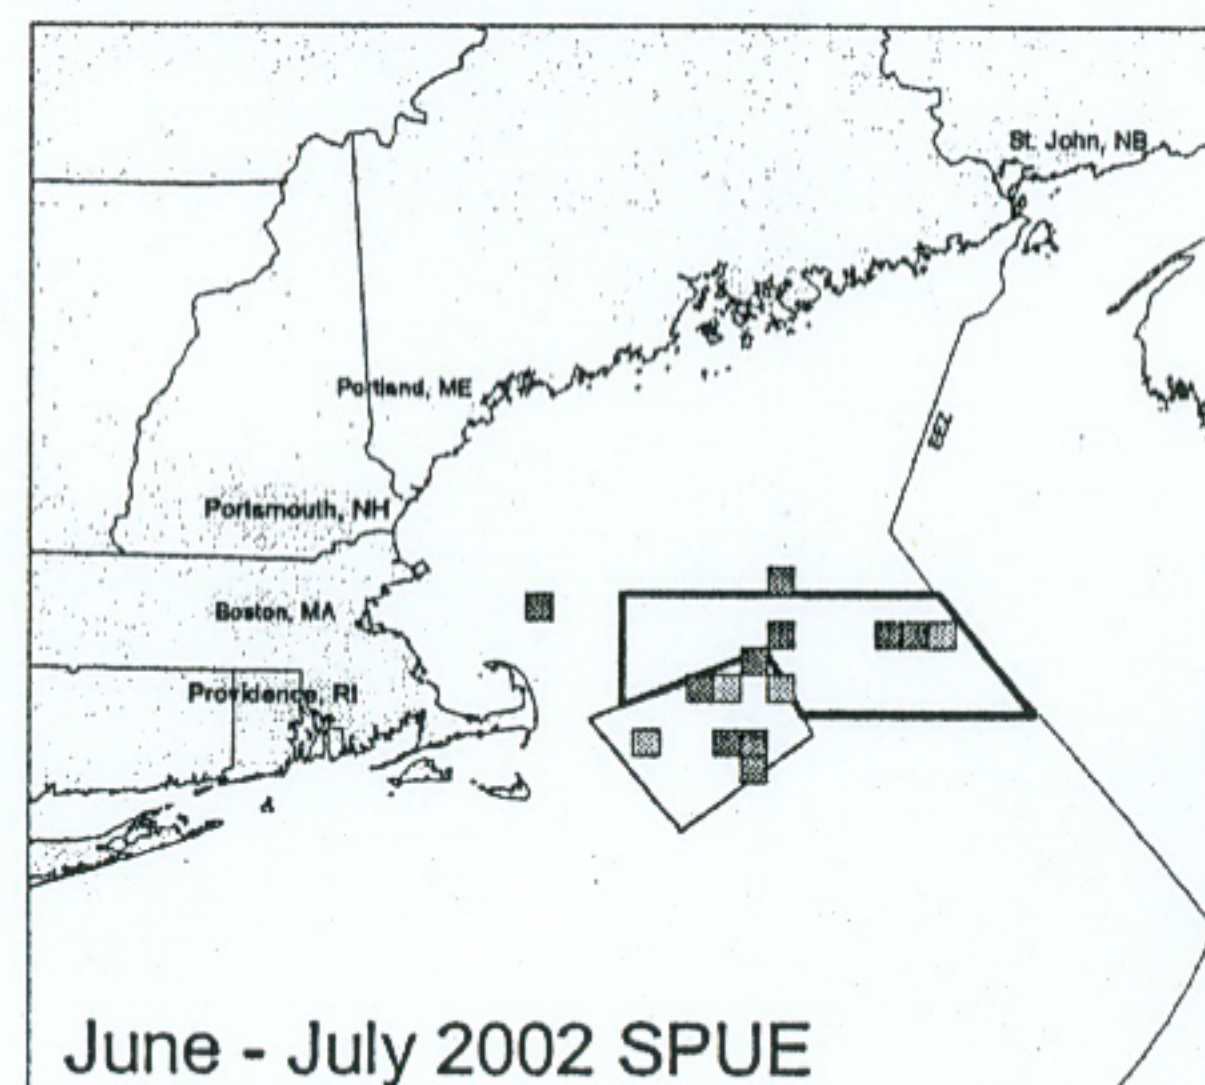 St. John, NB
Portland, ME
EEZ
Portsmouth, NH
Boston, MA
Providence, RI
June - July 2002 SPUE